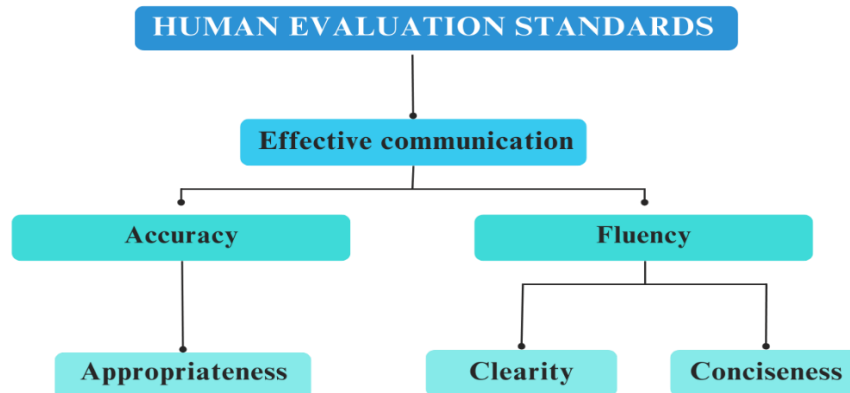 HUMAN EVALUATION STANDARDS
Effective communication
Accuracy
Fluency
Appropriateness
Clearity
Conciseness